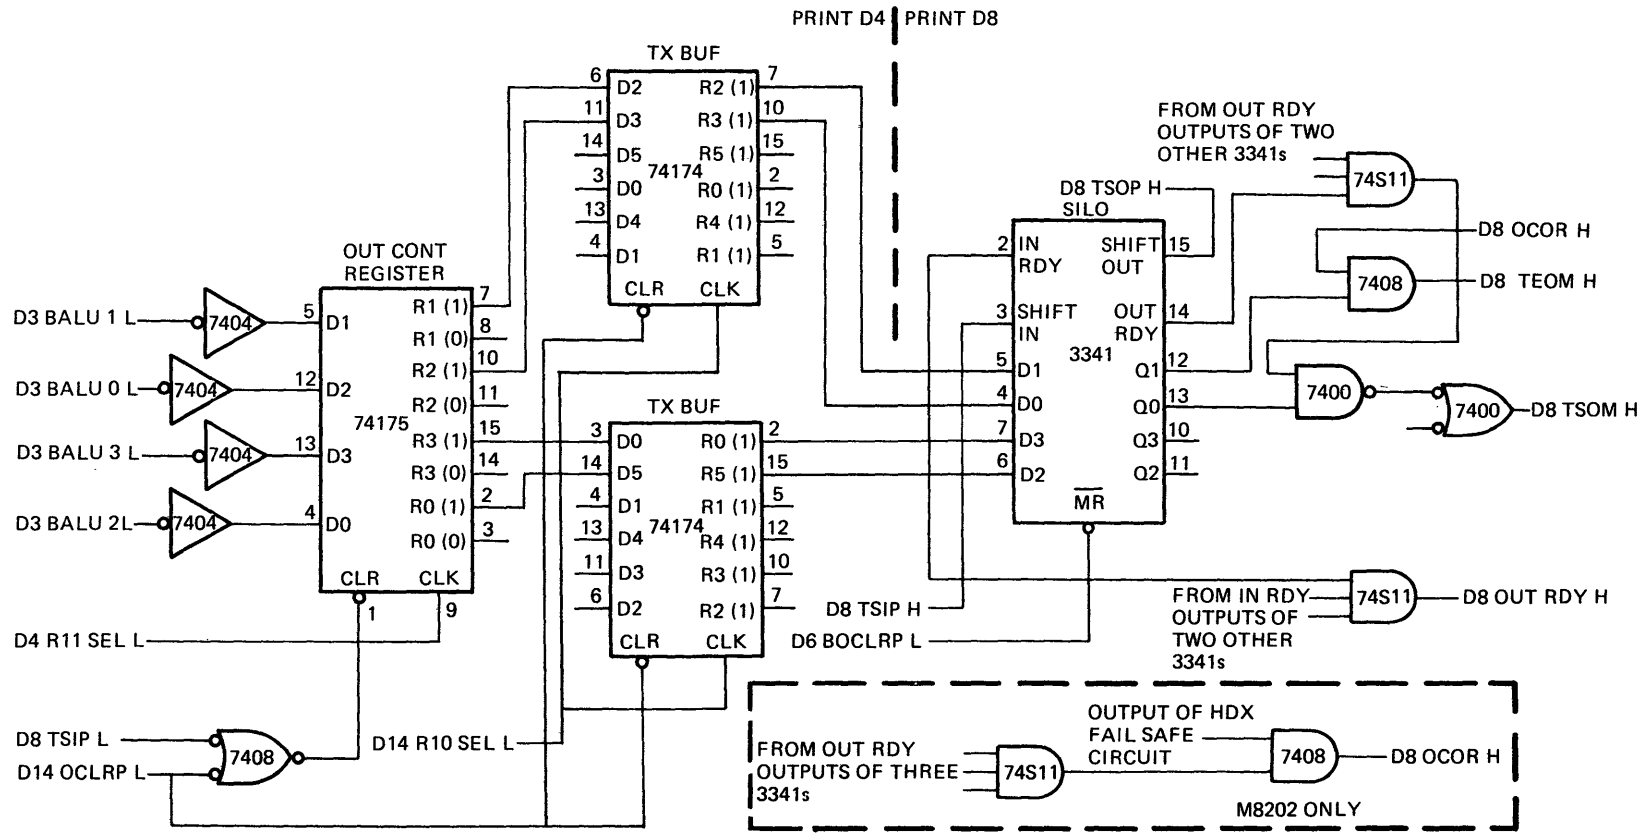 PRINT D4 PRINT D8
TX BUF
6 D2 R2 (1) 7
11 D3 R3 (1) 10
14 D5 R5 (1) 15
74174
3 D0 R0 (1) 2
13 D4 R4 (1) 12
4 D1 R1 (1) 5
CLR CLK
OUT CONT
REGISTER
D3 BALU 1 L 7404 5 D1 R1 (1) 7
R1 (0) 8
D3 BALU 0 L 7404 12 D2 R2 (1) 10
R2 (0) 11
74175
D3 BALU 3 L 7404 13 D3 R3 (1) 15
R3 (0) 14
D3 BALU 2L 7404 4 D0 R0 (1) 2
R0 (0) 3
CLR CLK
1 9
D4 R11 SEL L
D8 TSIP L
D14 OCLRP L
7408
D14 R10 SEL L
TX BUF
3 D0 R0 (1) 2
14 D5 R5 (1) 15
4 D1 R1 (1) 5
74174
13 D4 R4 (1) 12
11 D3 R3 (1) 10
6 D2 R2 (1) 7
CLR CLK
D8 TSOP H
SILO
2 IN RDY SHIFT OUT 15
3 SHIFT IN OUT RDY 14
3341
5 D1 Q1 12
4 D0 Q0 13
7 D3 Q3 10
6 D2 Q2 11
MR
D8 TSIP H
D6 BOCLRP L
FROM OUT RDY
OUTPUTS OF TWO
OTHER 3341s
74S11
D8 OCOR H
7408
D8 TEOM H
7400
7400
D8 TSOM H
FROM IN RDY
OUTPUTS OF
TWO OTHER
3341s
74S11
D8 OUT RDY H
FROM OUT RDY
OUTPUTS OF THREE
3341s
74S11
OUTPUT OF HDX
FAIL SAFE
CIRCUIT
7408
D8 OCOR H
M8202 ONLY